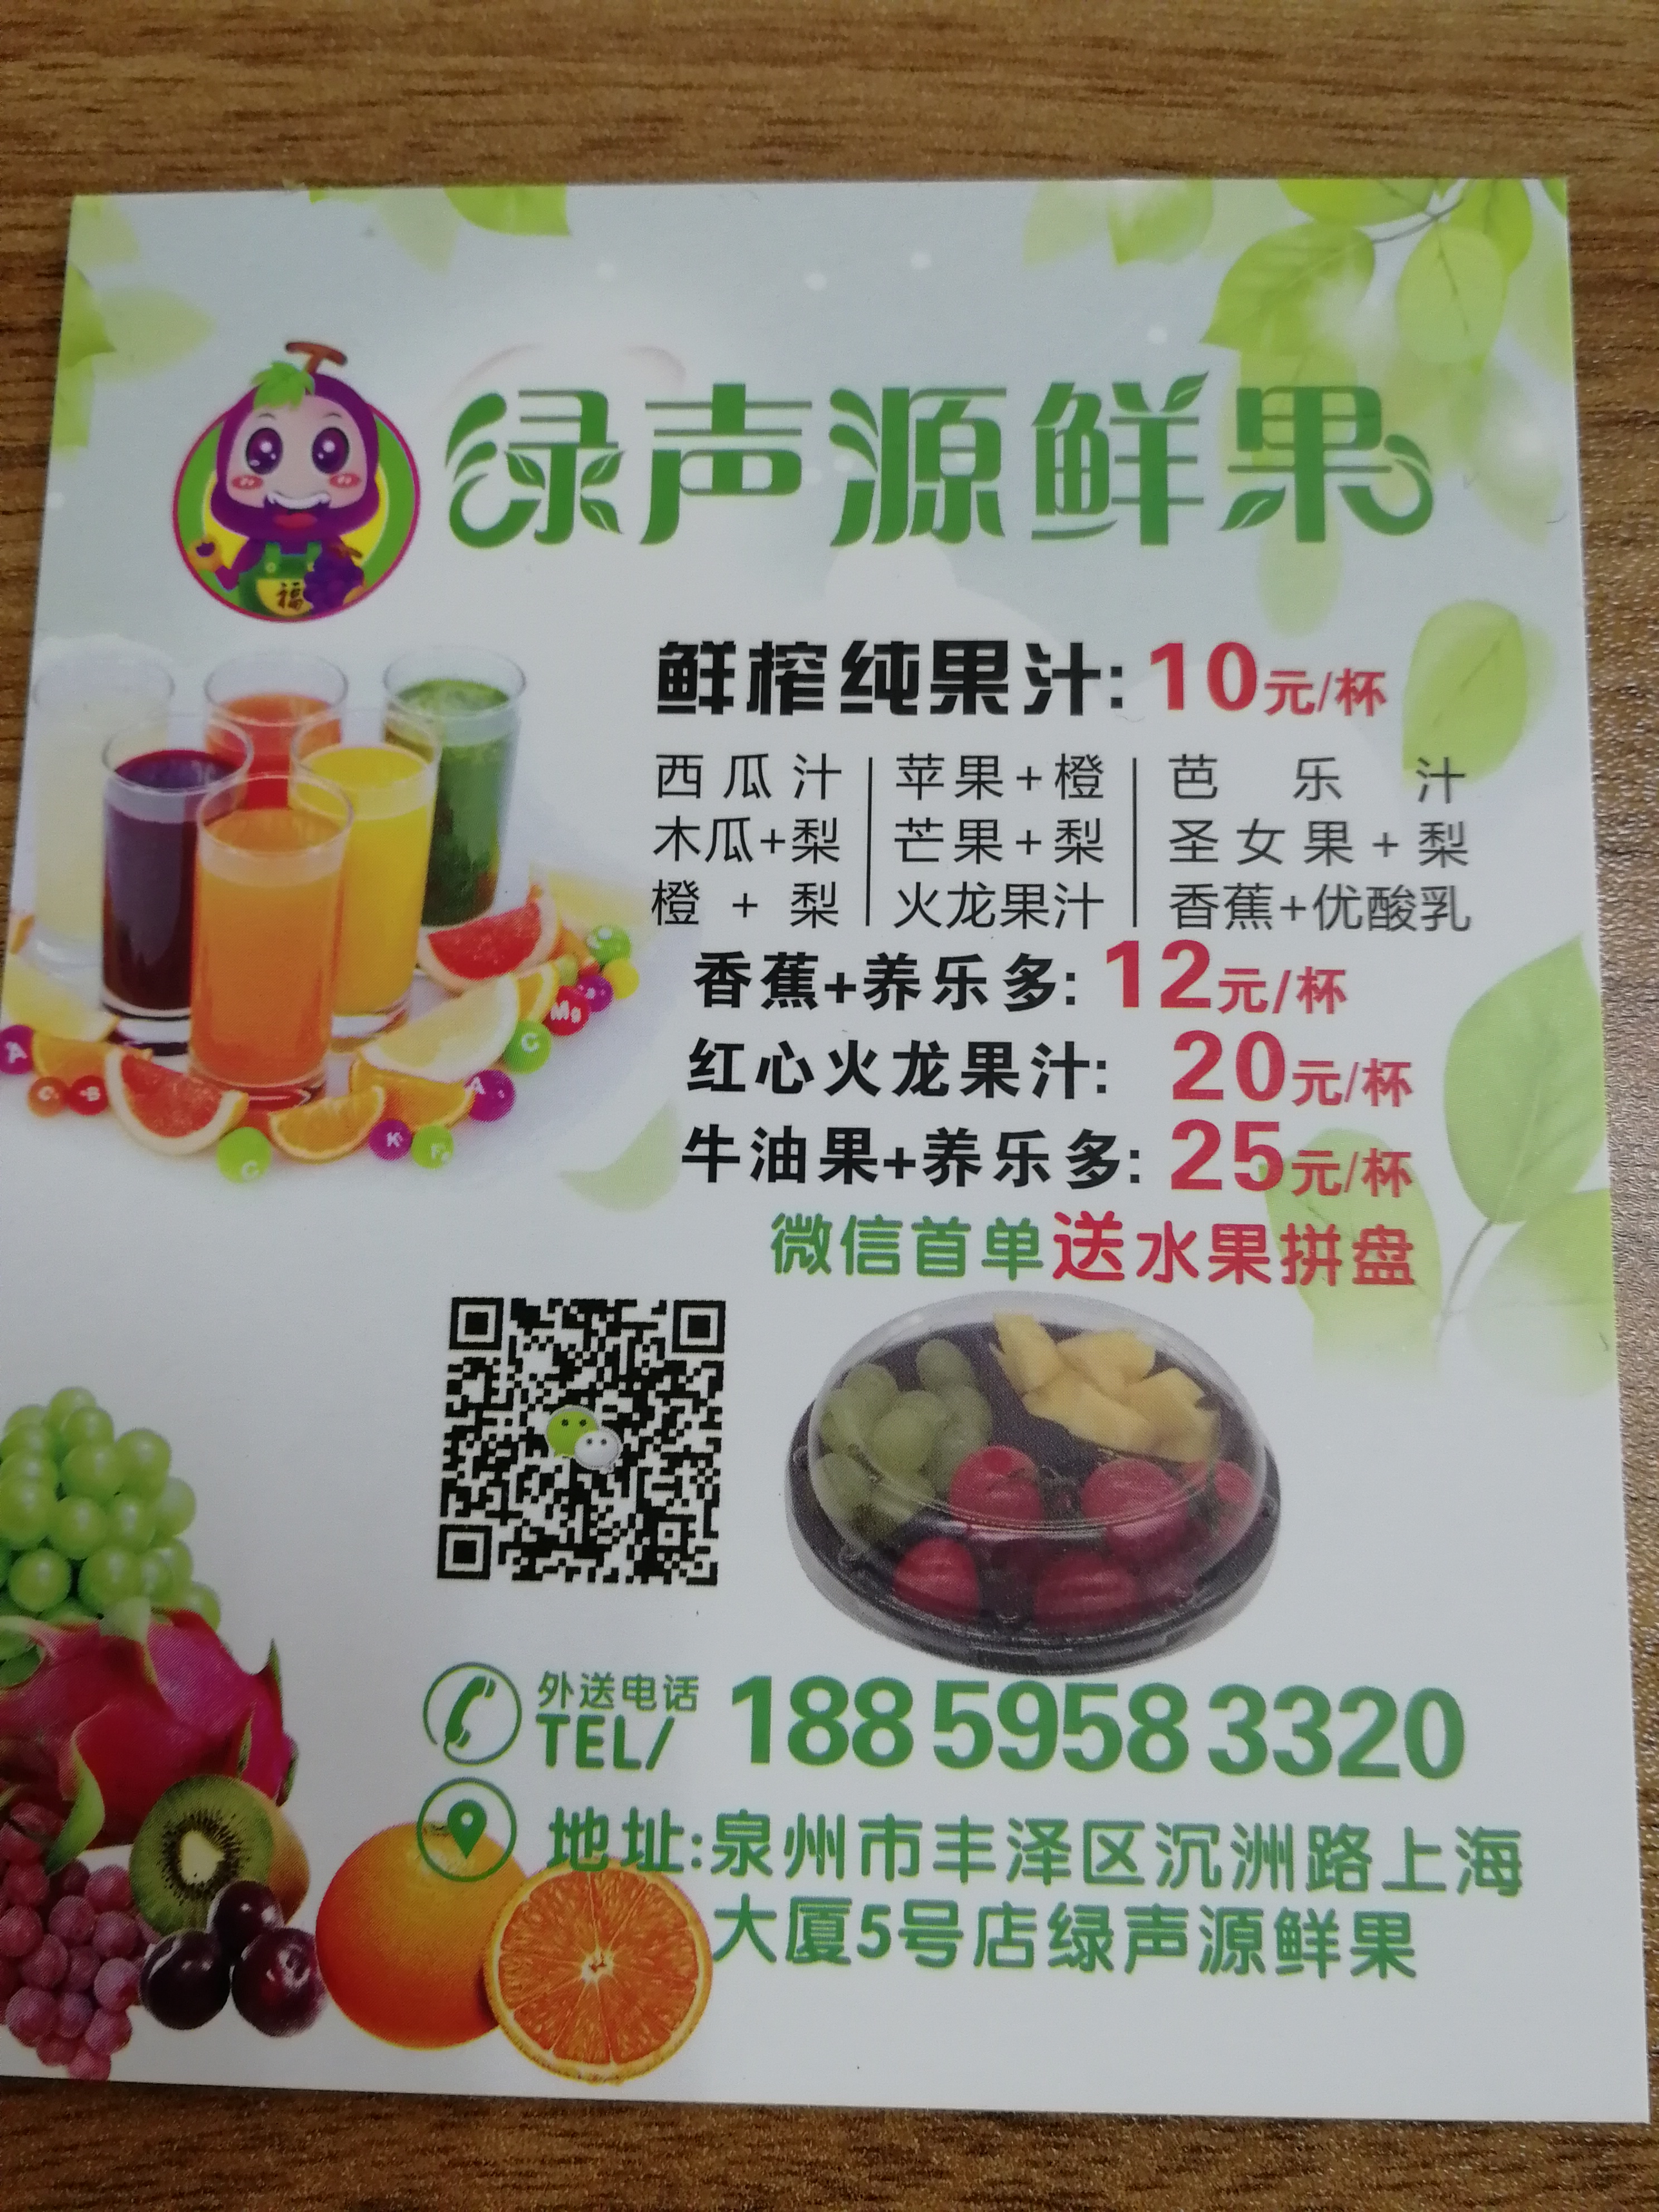 绿声源鲜果
福
鲜榨纯果汁:10元/杯
西瓜汁 | 苹果+橙 | 芭乐汁
木瓜+梨 | 芒果+梨 | 圣女果+梨
橙+梨 | 火龙果汁 | 香蕉+优酸乳
香蕉+养乐多:12元/杯
红心火龙果汁: 20元/杯
牛油果+养乐多:25元/杯
微信首单送水果拼盘
外送电话
TEL/ 188 5958 3320
地址:泉州市丰泽区沉洲路上海
大厦5号店绿声源鲜果